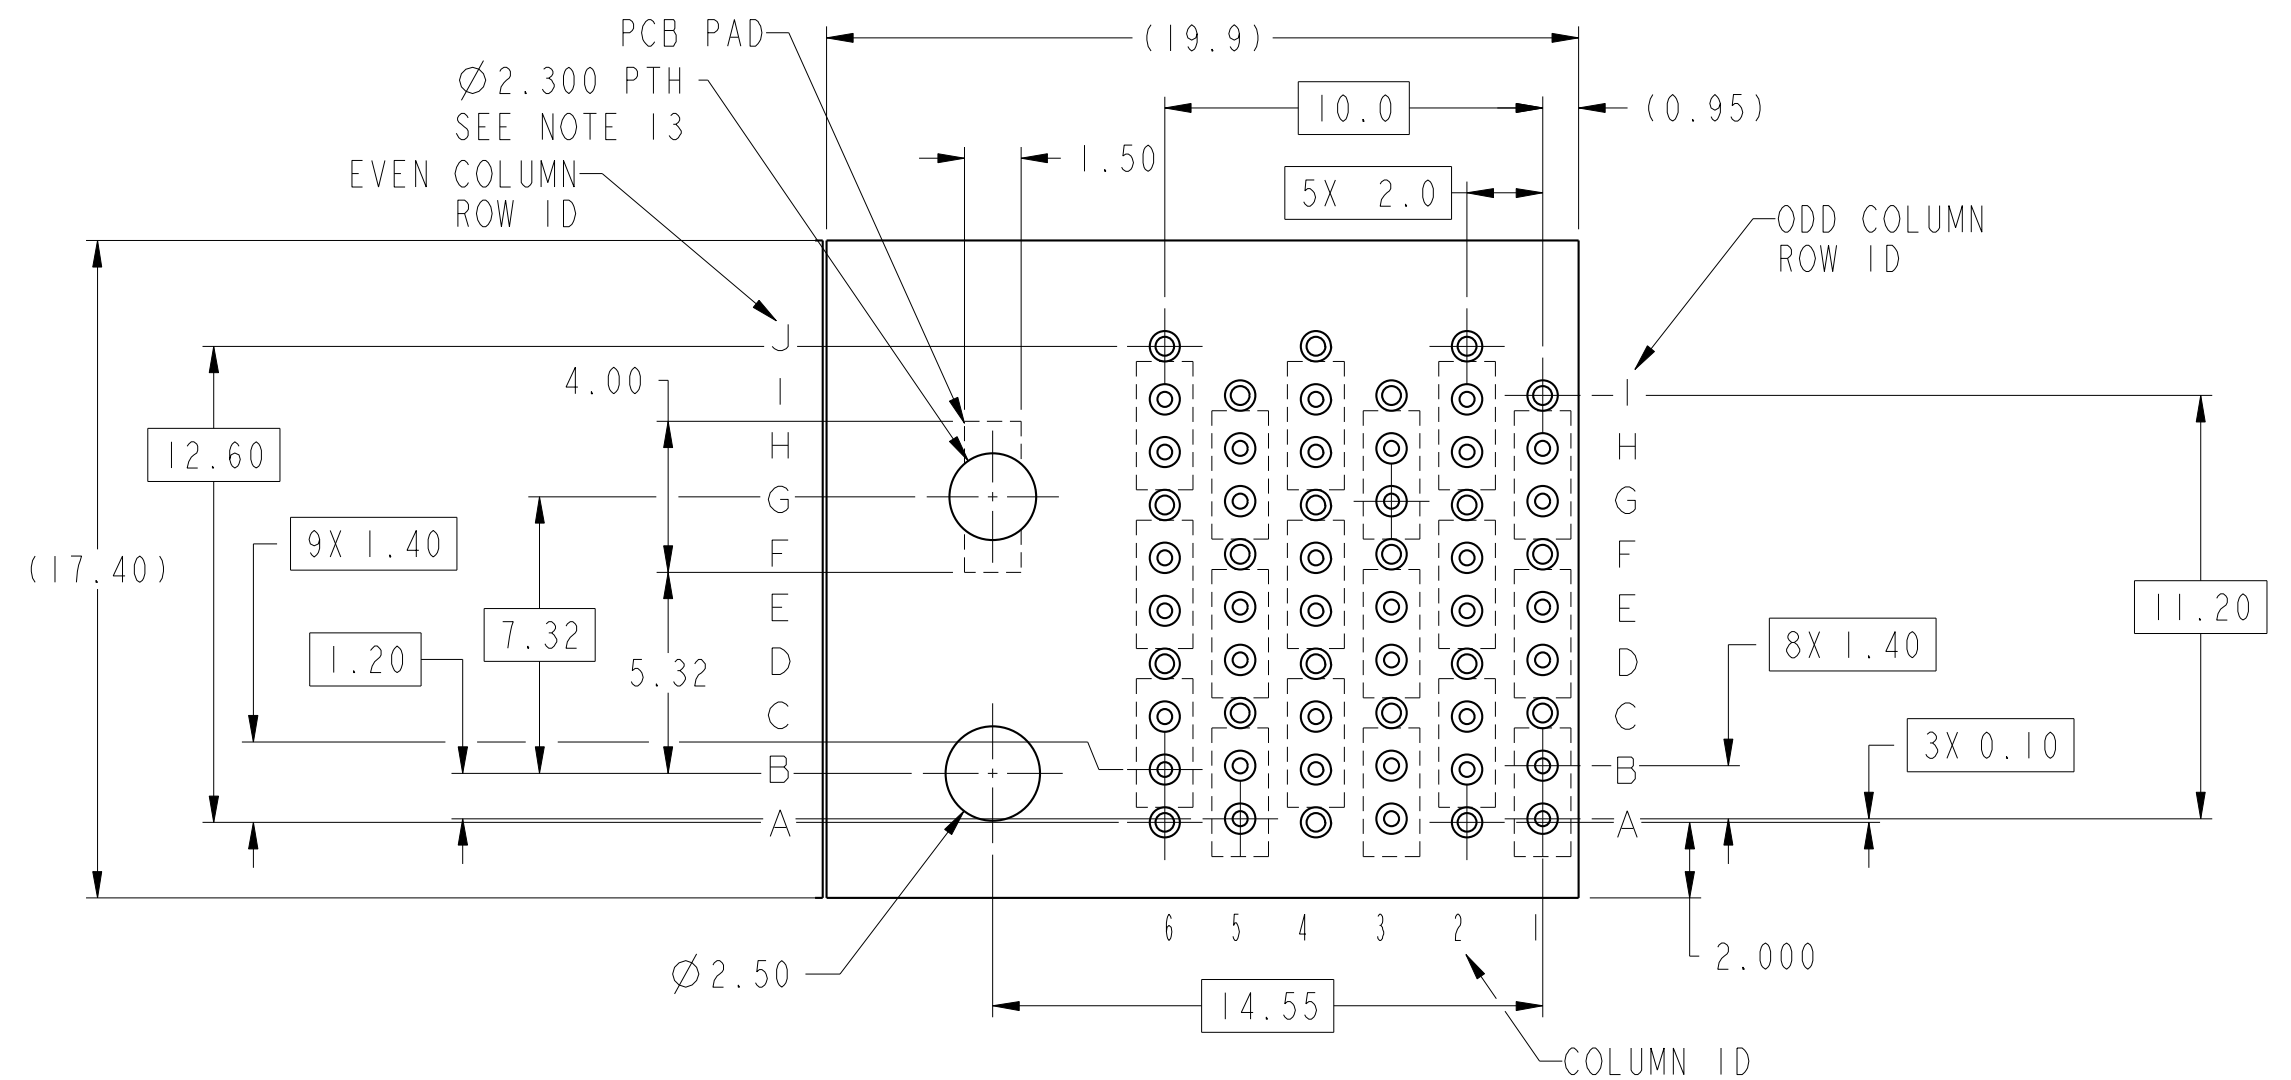 PCB PAD
(19.9)
Ø2.300 PTH
SEE NOTE 13
10.0
(0.95)
EVEN COLUMN
ROW ID
1.50
5X 2.0
ODD COLUMN
ROW ID
J
4.00
I
I
12.60
H
H
G
G
9X 1.40
F
F
(17.40)
E
E
11.20
7.32
1.20
5.32
D
D
8X 1.40
C
C
3X 0.10
B
B
A
A
6 5 4 3 2 1
2.000
Ø2.50
14.55
COLUMN ID